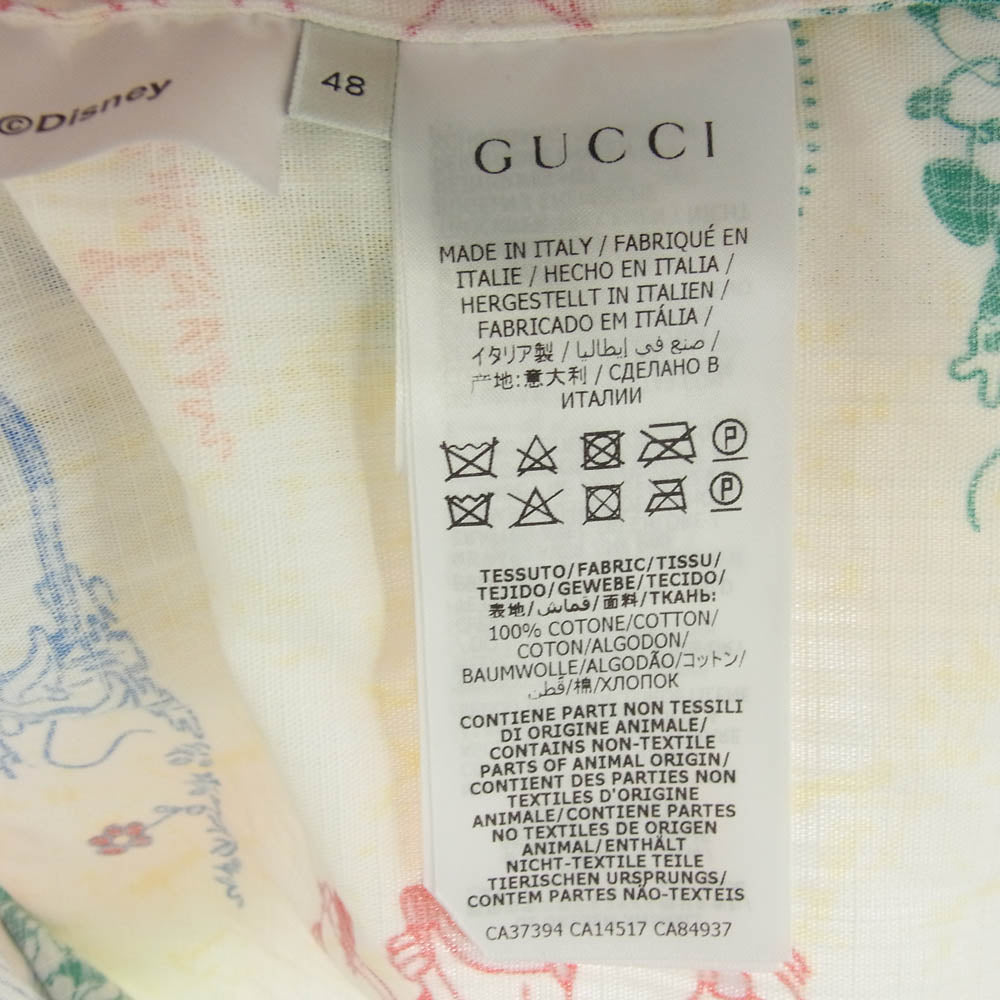 ©Disney
48
GUCCI
MADE IN ITALY / FABRIQUÉ EN
ITALIE / HECHO EN ITALIA /
HERGESTELLT IN ITALIEN /
FABRICADO EM ITÁLIA /
イタリア製 / صنع في إيطاليا /
产地:意大利 / СДЕЛАНО В
ИТАЛИИ
P
P
TESSUTO/FABRIC/TISSU/
TEJIDO/GEWEBE/TECIDO/
表地/قماش/面料/ТКАНЬ:
100% COTONE/COTTON/
COTON/ALGODON/
BAUMWOLLE/ALGODÃO/コットン/
قطن/棉/ХЛОПОК
CONTIENE PARTI NON TESSILI
DI ORIGINE ANIMALE/
CONTAINS NON-TEXTILE
PARTS OF ANIMAL ORIGIN/
CONTIENT DES PARTIES NON
TEXTILES D'ORIGINE
ANIMALE/CONTIENE PARTES
NO TEXTILES DE ORIGEN
ANIMAL/ENTHÄLT
NICHT-TEXTILE TEILE
TIERISCHEN URSPRUNGS/
CONTEM PARTES NÃO-TEXTEIS
CA37394 CA14517 CA84937